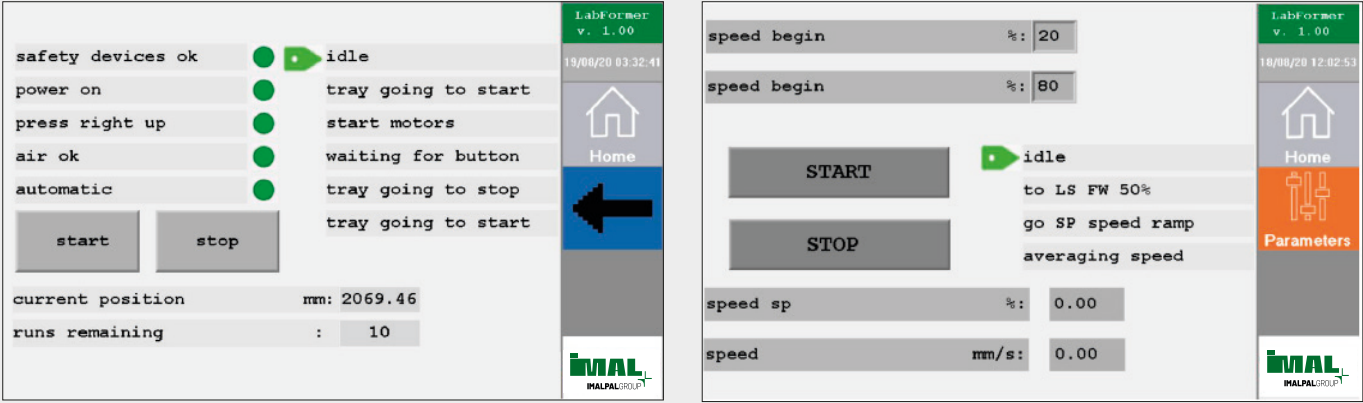 LabFormer
v. 1.00
19/08/20 03:32:41
safety devices ok
idle
power on
tray going to start
press right up
start motors
air ok
waiting for button
Home
automatic
tray going to stop
tray going to start
start
stop
current position mm: 2069.46
runs remaining : 10
IMAL
IMALPALGROUP
LabFormer
v. 1.00
18/08/20 12:02:53
speed begin %: 20
speed begin %: 80
Home
START
idle
to LS FW 50%
go SP speed ramp
STOP
Parameters
averaging speed
speed sp %: 0.00
speed mm/s: 0.00
IMAL
IMALPALGROUP